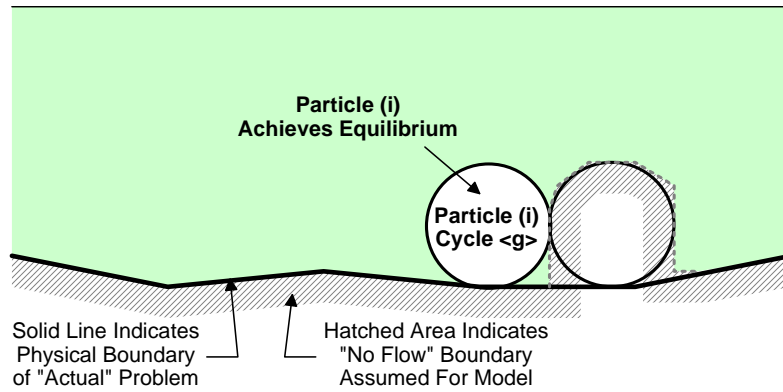 Particle (i)
Achieves Equilibrium
Particle (i)
Cycle <g>
Solid Line Indicates
Physical Boundary
of "Actual" Problem
Hatched Area Indicates
"No Flow" Boundary
Assumed For Model